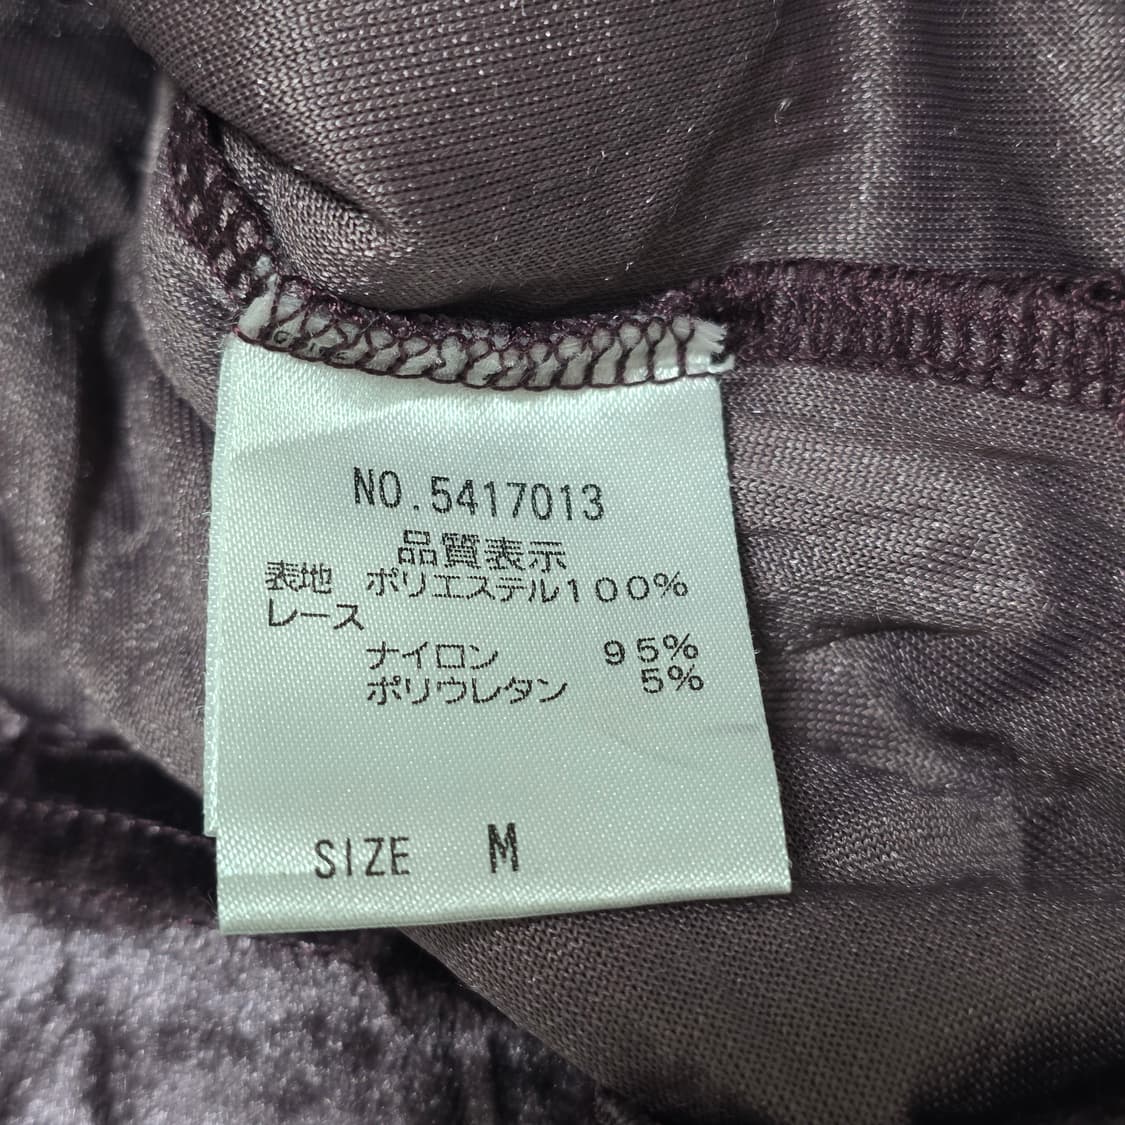 NO.5417013
品質表示
表地 ポリエステル100%
レース
ナイロン 95%
ポリウレタン 5%
SIZE M